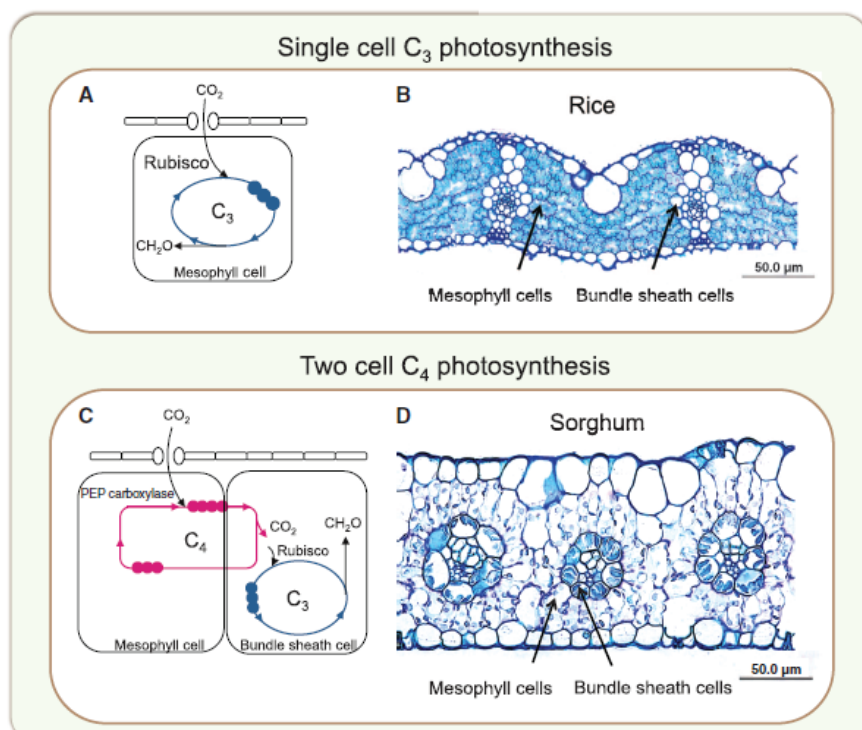 Single cell C₃ photosynthesis
A
CO₂
Rubisco
C₃
CH₂O
Mesophyll cell
B
Rice
Mesophyll cells
Bundle sheath cells
50.0 µm
Two cell C₄ photosynthesis
C
CO₂
PEP carboxylase
C₄
CO₂
CH₂O
Rubisco
C₃
Mesophyll cell
Bundle sheath cell
D
Sorghum
Mesophyll cells
Bundle sheath cells
50.0 µm